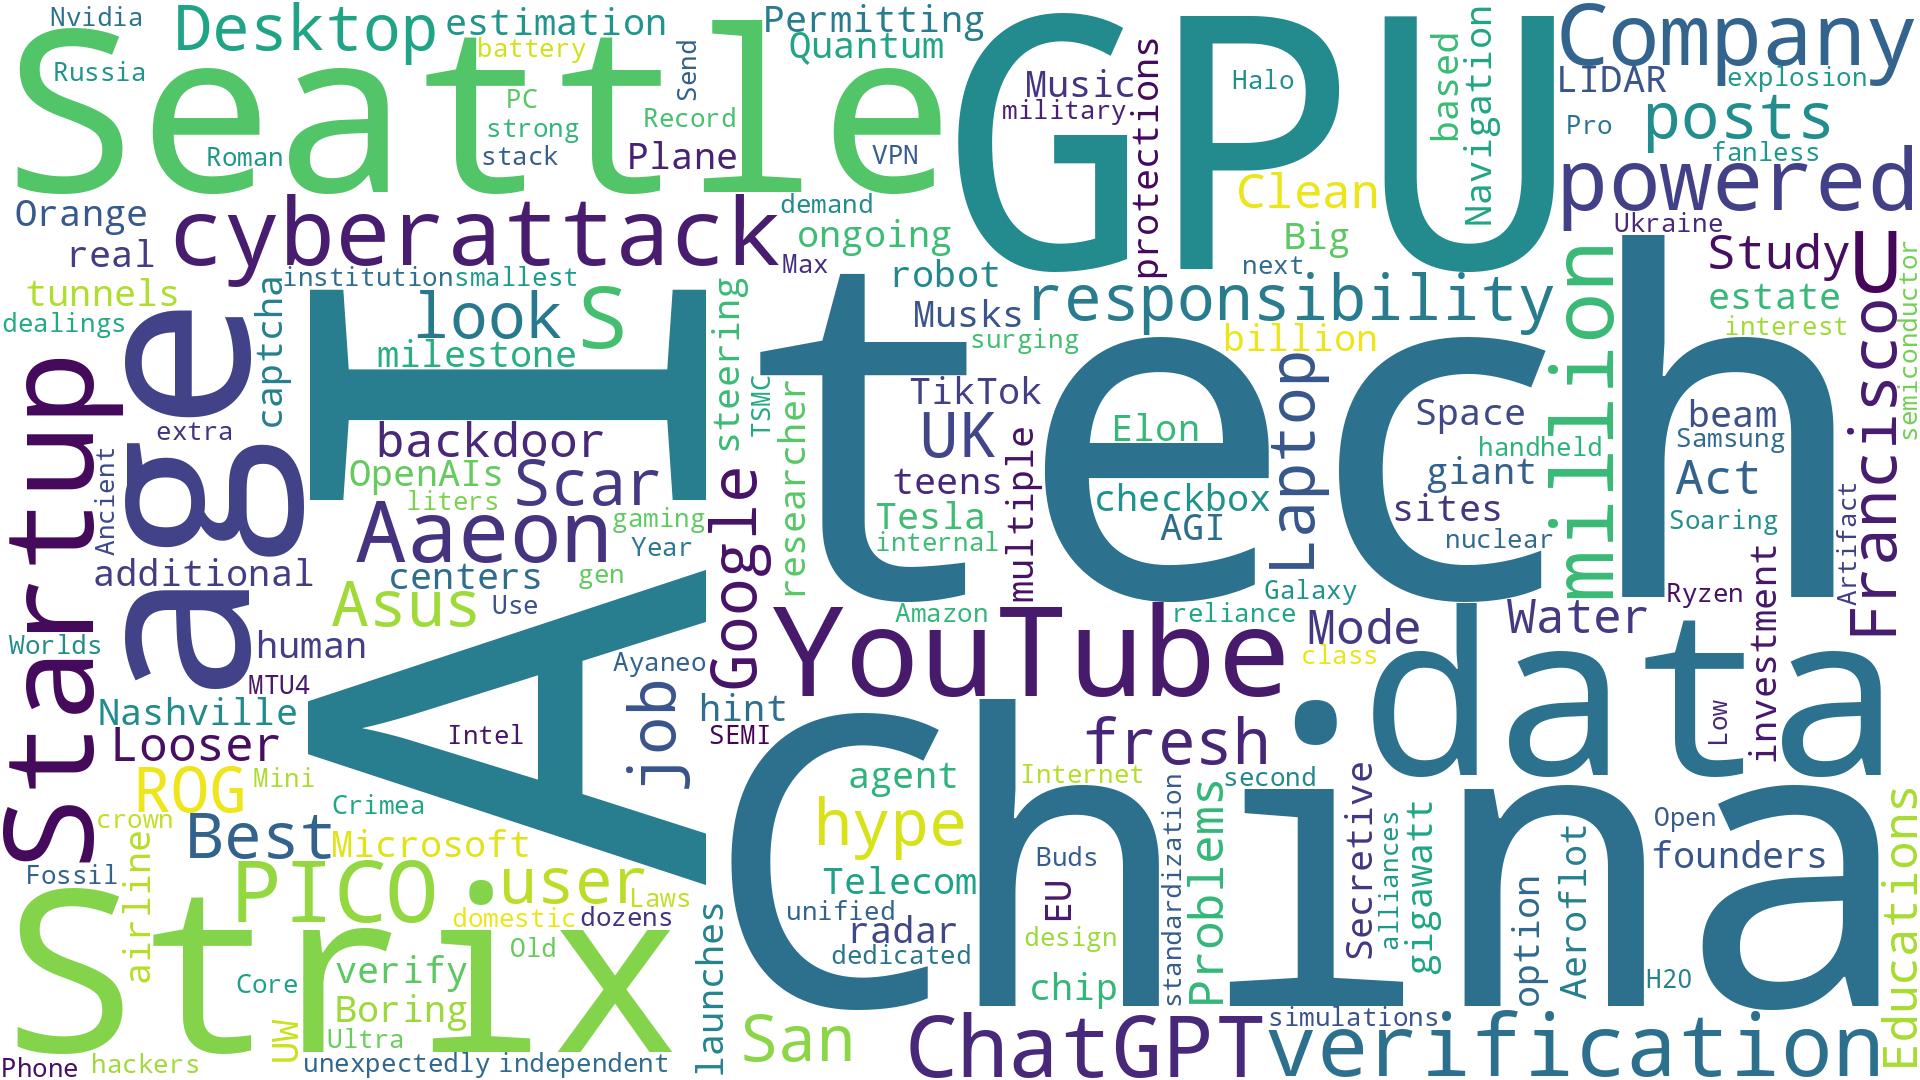 Nvidia
Desktop
estimation
Permitting
Company
Seattle
GPU
battery
Quantum
Send
Russia
PC
strong
stack
Record
Plane
VPN
Roman
Music
military
protections
Halo
based
Navigation
LIDAR
explosion
Pro
posts
fanless
powered
Clean
Big
next
Ukraine
Orange
real
cyberattack
demand
ongoing
Max
robot
institution
smallest
tunnels
dealings
captcha
look
S
milestone
steering
Musks
surging
responsibility
billion
million
Study
estate
interest
U
semiconductor
Francisco
Startup
age
AI
tech
extra
Ancient
backdoor
OpenAIs
liters
Scar
Aaeon
gaming
Year
gen
centers
Use
Asus
additional
TSMC
researcher
Google
TikTok
UK
teens
multiple
Tesla
internal
Elon
checkbox
AGI
Laptop
Space
handheld
giant
sites
nuclear
beam
Samsung
Act
Soaring
Artifact
Ryzen
investment
Worlds
human
MTU4
Nashville
Looser
Amazon
reliance
Galaxy
YouTube
Mode
class
Water
data
Low
Ayaneo
job
hint
SEMI
Intel
ROG
Mini
crown
Crimea
Best
Microsoft
fresh
agent
Internet
second
hype
China
Fossil
airline
PICO
user
Laws
domestic
dozens
Strix
Old
Core
verify
Boring
Ultra
UW
launches
Telecom
unified
radar
dedicated
Buds
EU
design
chip
standardization
Problems
Secretive
alliances
gigawatt
option
Aeroflot
Open
founders
H2O
Educations
Phone
hackers
unexpectedly
independent
San
ChatGPT
simulations
verification